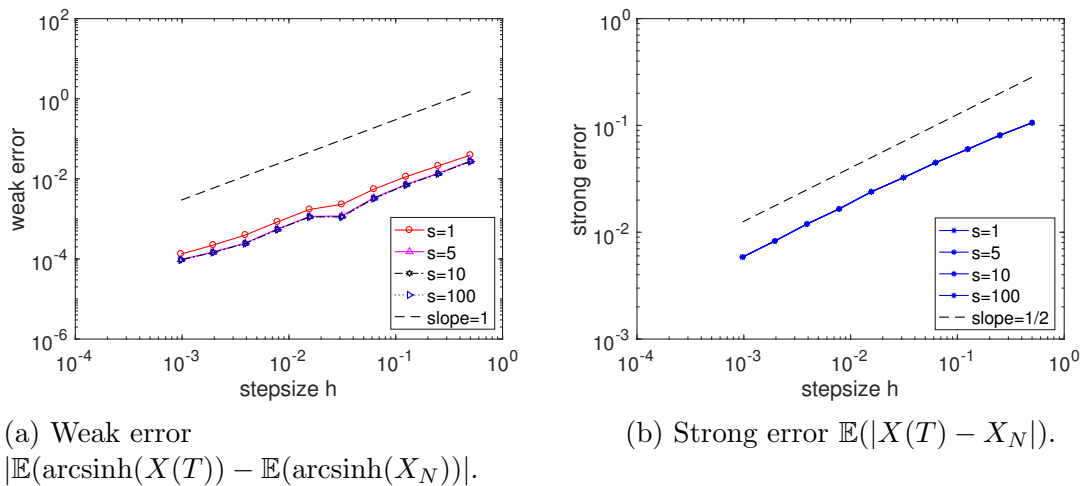 10^2
10^0
10^-2
10^-4
10^-6
weak error
10^-4
10^-3
10^-2
10^-1
10^0
stepsize h
s=1
s=5
s=10
s=100
slope=1
10^0
10^-1
10^-2
10^-3
strong error
10^-4
10^-3
10^-2
10^-1
10^0
stepsize h
s=1
s=5
s=10
s=100
slope=1/2
(a) Weak error
|𝔼(arcsinh(X(T)) − 𝔼(arcsinh(X_N))|.
(b) Strong error 𝔼(|X(T) − X_N|).